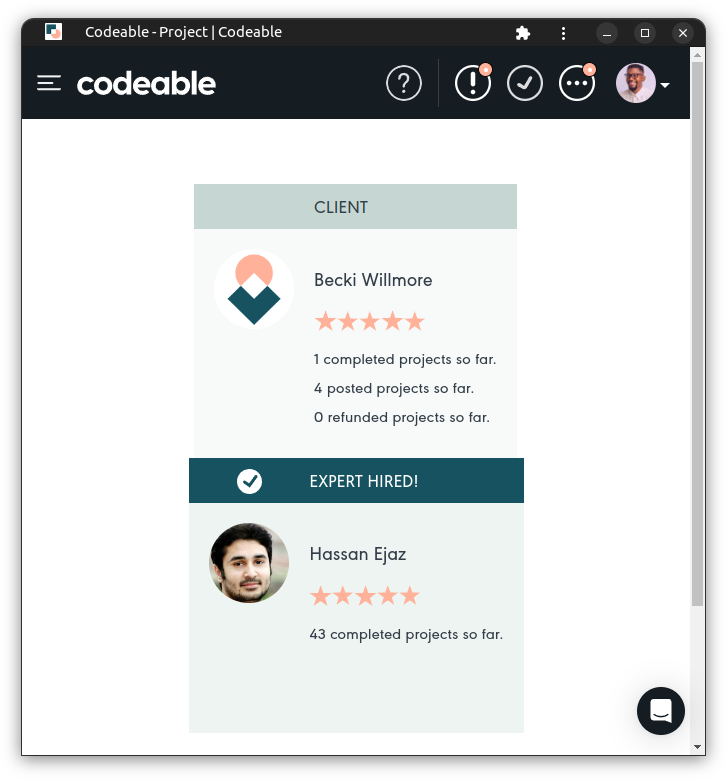 Codeable - Project | Codeable
codeable
CLIENT
Becki Willmore
1 completed projects so far.
4 posted projects so far.
0 refunded projects so far.
EXPERT HIRED!
Hassan Ejaz
43 completed projects so far.